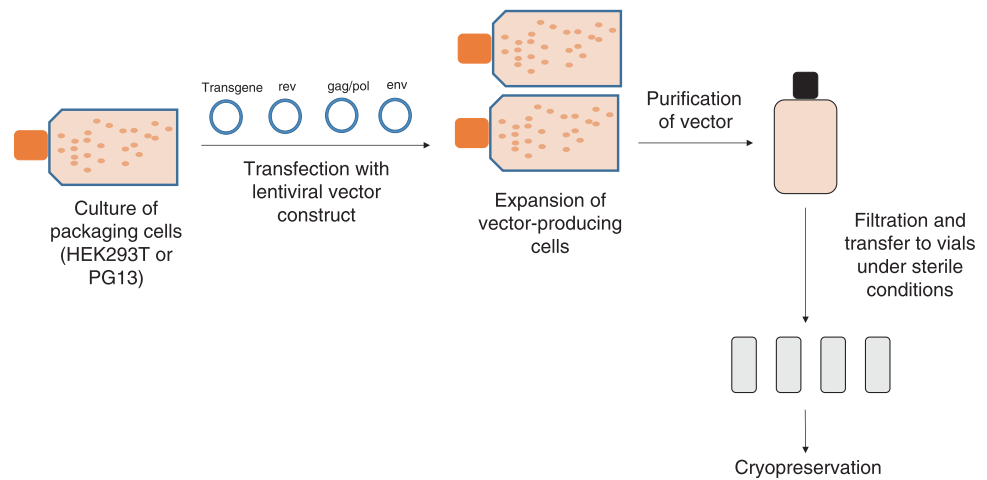 Culture of
packaging cells
(HEK293T or
PG13)
Transgene
rev
gag/pol
env
Transfection with
lentiviral vector
construct
Expansion of
vector-producing
cells
Purification
of vector
Filtration and
transfer to vials
under sterile
conditions
Cryopreservation